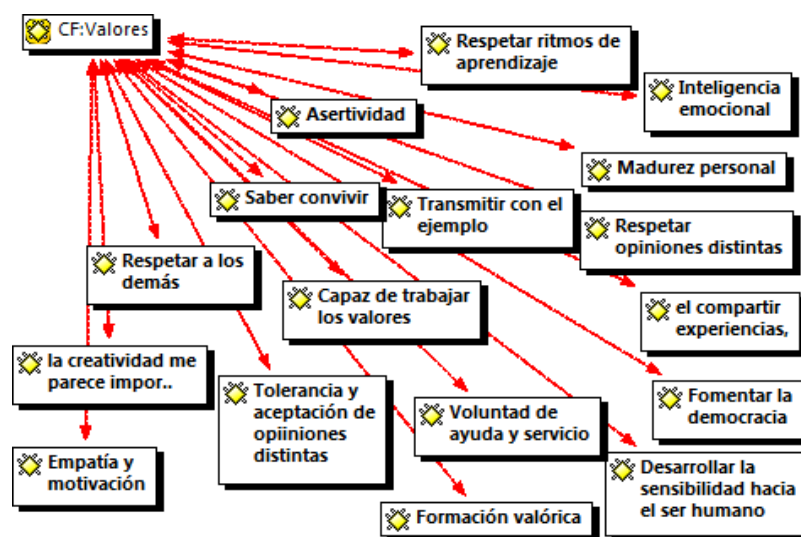 CF:Valores
Respetar ritmos de
aprendizaje
Inteligencia
emocional
Asertividad
Madurez personal
Saber convivir
Transmitir con el
ejemplo
Respetar
opiniones distintas
Respetar a los
demás
Capaz de trabajar
los valores
el compartir
experiencias,
la creatividad me
parece impor..
Tolerancia y
aceptación de
opiiniones
distintas
Voluntad de
ayuda y servicio
Fomentar la
democracia
Empatía y
motivación
Desarrollar la
sensibilidad hacia
el ser humano
Formación valórica